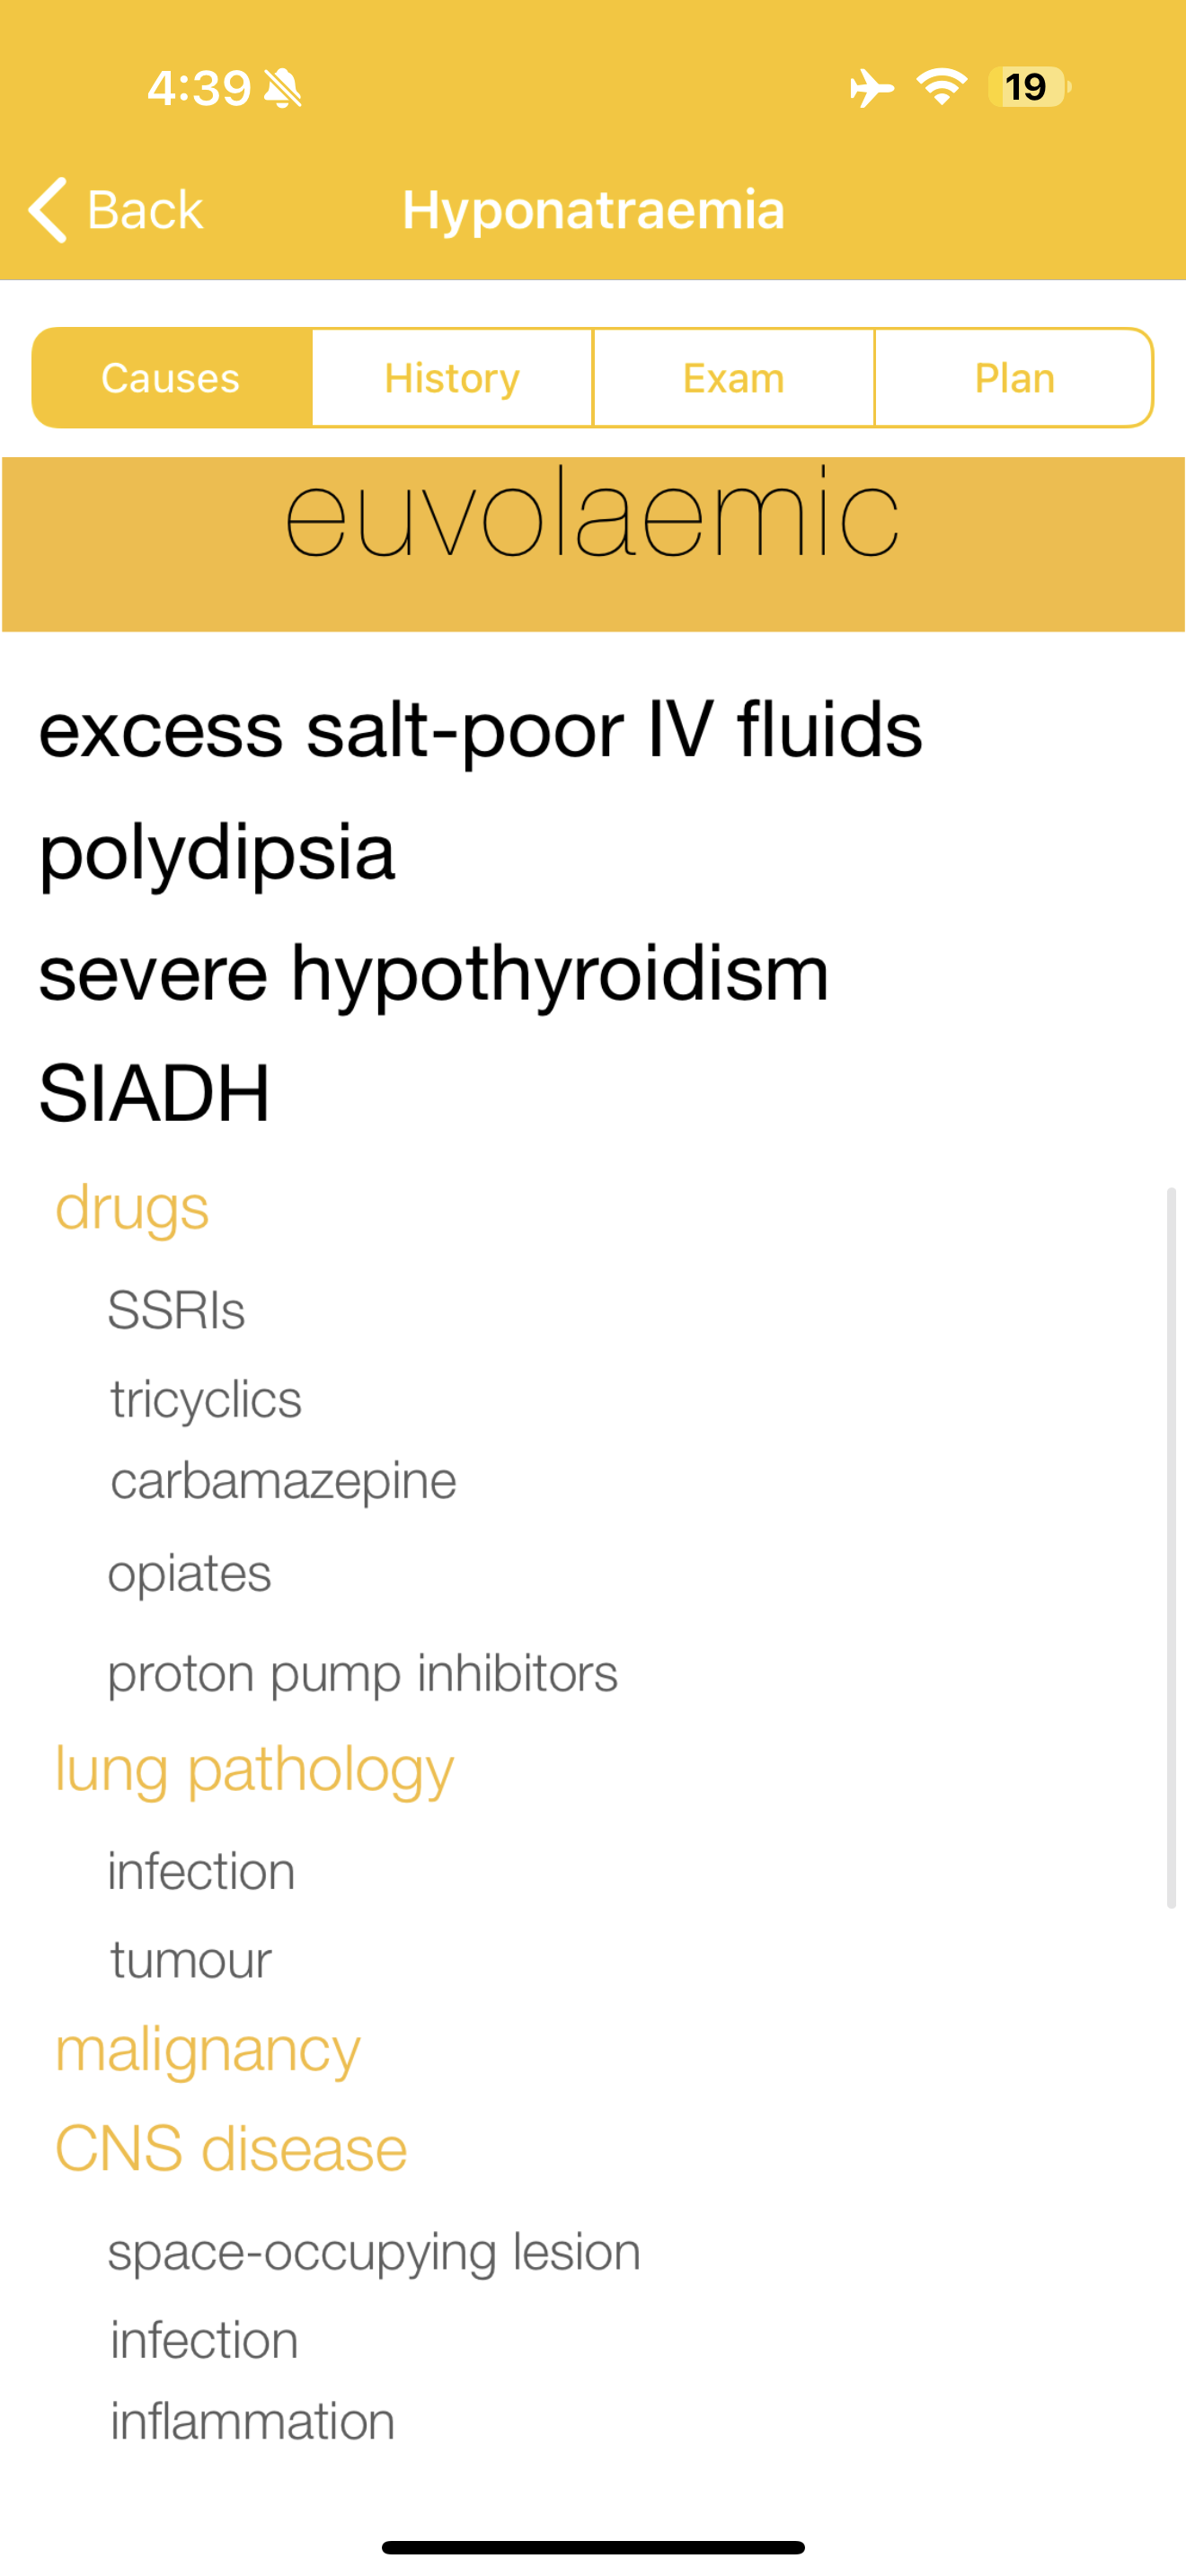 4:39
19
Back
Hyponatraemia
Causes
History
Exam
Plan
euvolaemic
excess salt-poor IV fluids
polydipsia
severe hypothyroidism
SIADH
drugs
SSRIs
tricyclics
carbamazepine
opiates
proton pump inhibitors
lung pathology
infection
tumour
malignancy
CNS disease
space-occupying lesion
infection
inflammation